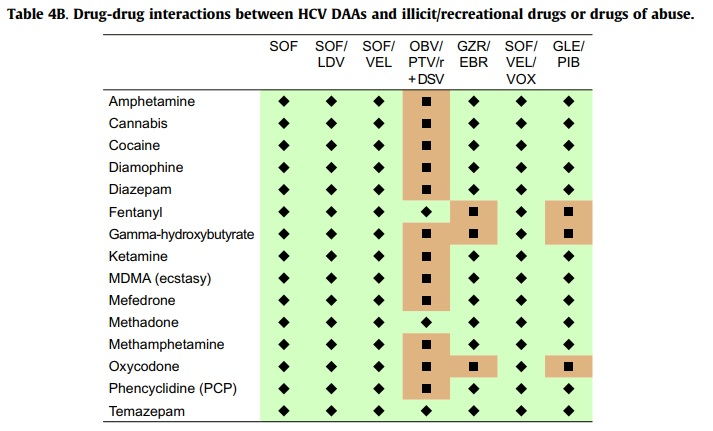 Table 4B. Drug-drug interactions between HCV DAAs and illicit/recreational drugs or drugs of abuse.
SOF SOF/ SOF/ OBV/ GZR/ SOF/ GLE/
LDV VEL PTV/r EBR VEL/ PIB
+DSV VOX
Amphetamine ◆ ◆ ◆ ■ ◆ ◆ ◆
Cannabis ◆ ◆ ◆ ■ ◆ ◆ ◆
Cocaine ◆ ◆ ◆ ■ ◆ ◆ ◆
Diamophine ◆ ◆ ◆ ■ ◆ ◆ ◆
Diazepam ◆ ◆ ◆ ■ ◆ ◆ ◆
Fentanyl ◆ ◆ ◆ ◆ ■ ◆ ■
Gamma-hydroxybutyrate ◆ ◆ ◆ ■ ■ ◆ ■
Ketamine ◆ ◆ ◆ ■ ◆ ◆ ◆
MDMA (ecstasy) ◆ ◆ ◆ ■ ◆ ◆ ◆
Mefedrone ◆ ◆ ◆ ■ ◆ ◆ ◆
Methadone ◆ ◆ ◆ ◆ ◆ ◆ ◆
Methamphetamine ◆ ◆ ◆ ■ ◆ ◆ ◆
Oxycodone ◆ ◆ ◆ ■ ■ ◆ ■
Phencyclidine (PCP) ◆ ◆ ◆ ■ ◆ ◆ ◆
Temazepam ◆ ◆ ◆ ◆ ◆ ◆ ◆